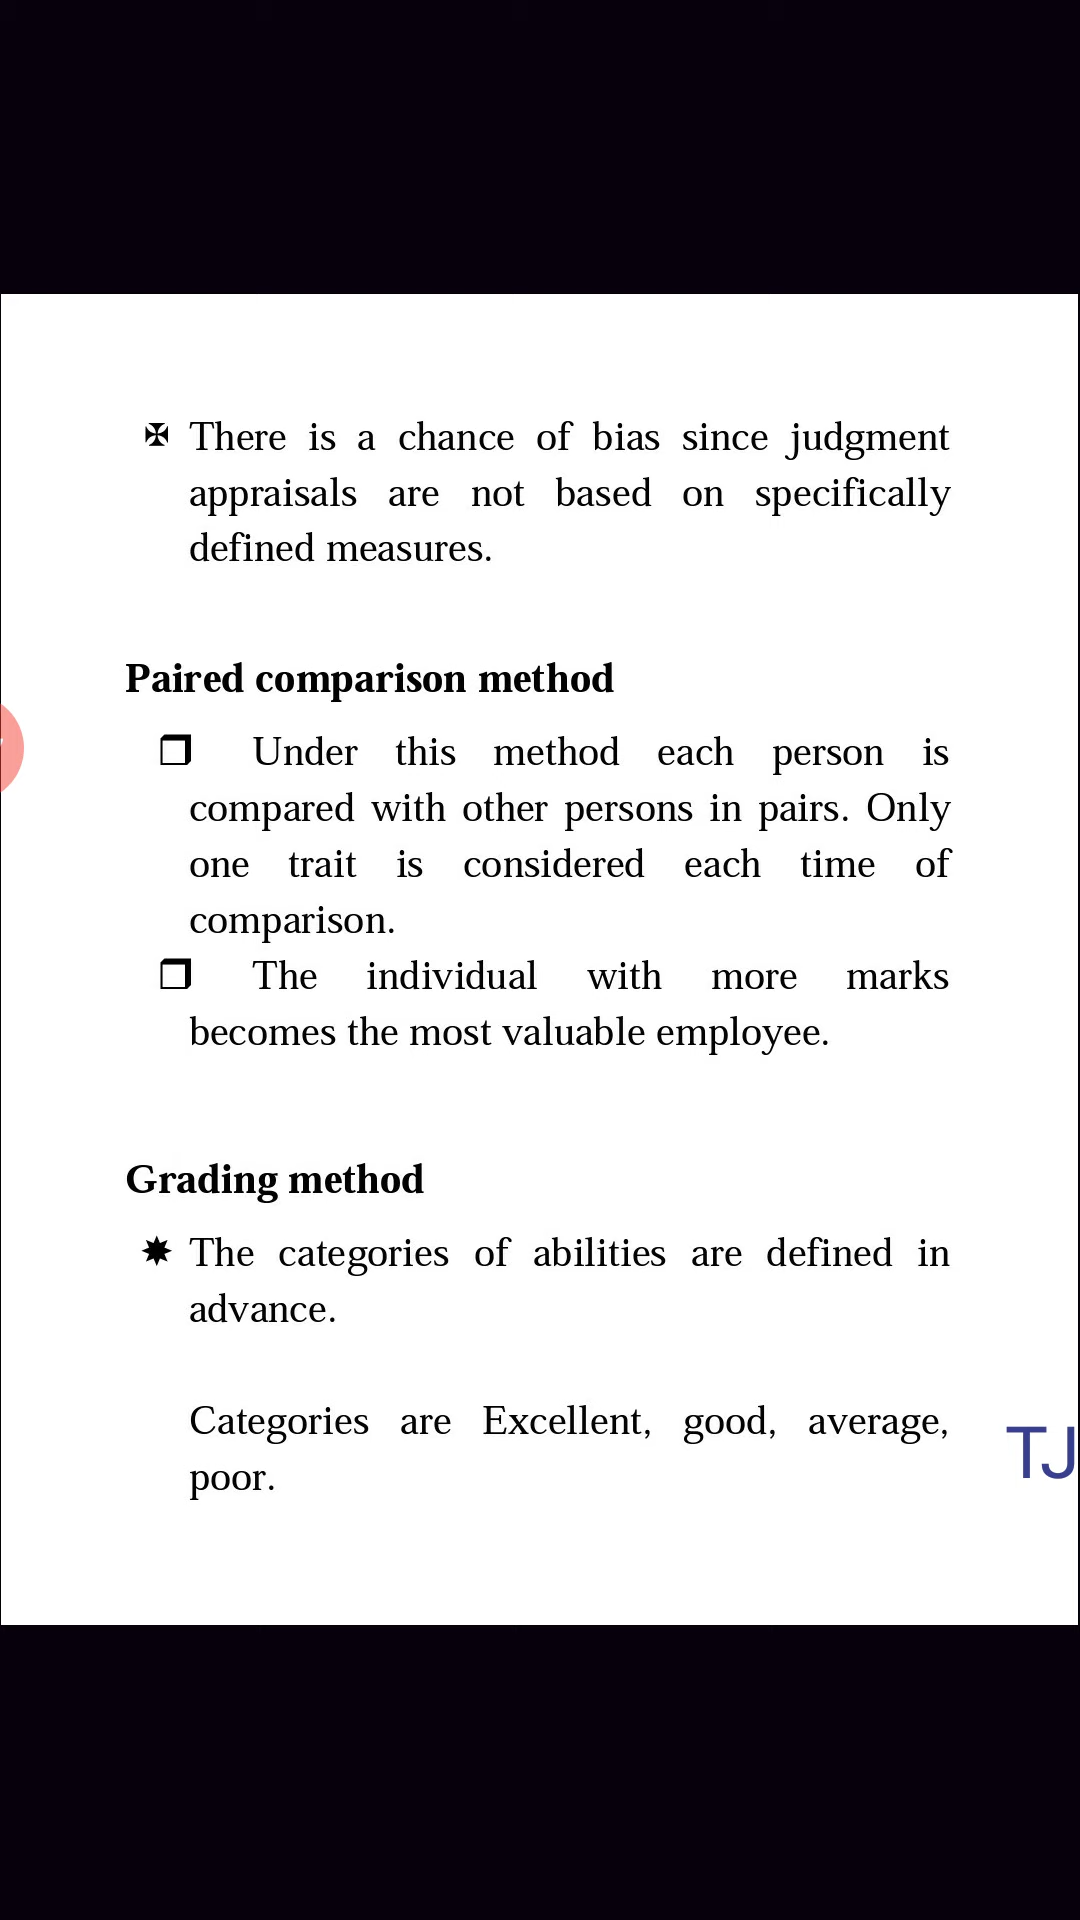 ✠ There is a chance of bias since judgment
appraisals are not based on specifically
defined measures.
Paired comparison method
❒ Under this method each person is
compared with other persons in pairs. Only
one trait is considered each time of
comparison.
❒ The individual with more marks
becomes the most valuable employee.
Grading method
✸ The categories of abilities are defined in
advance.
Categories are Excellent, good, average,
poor.
TJ